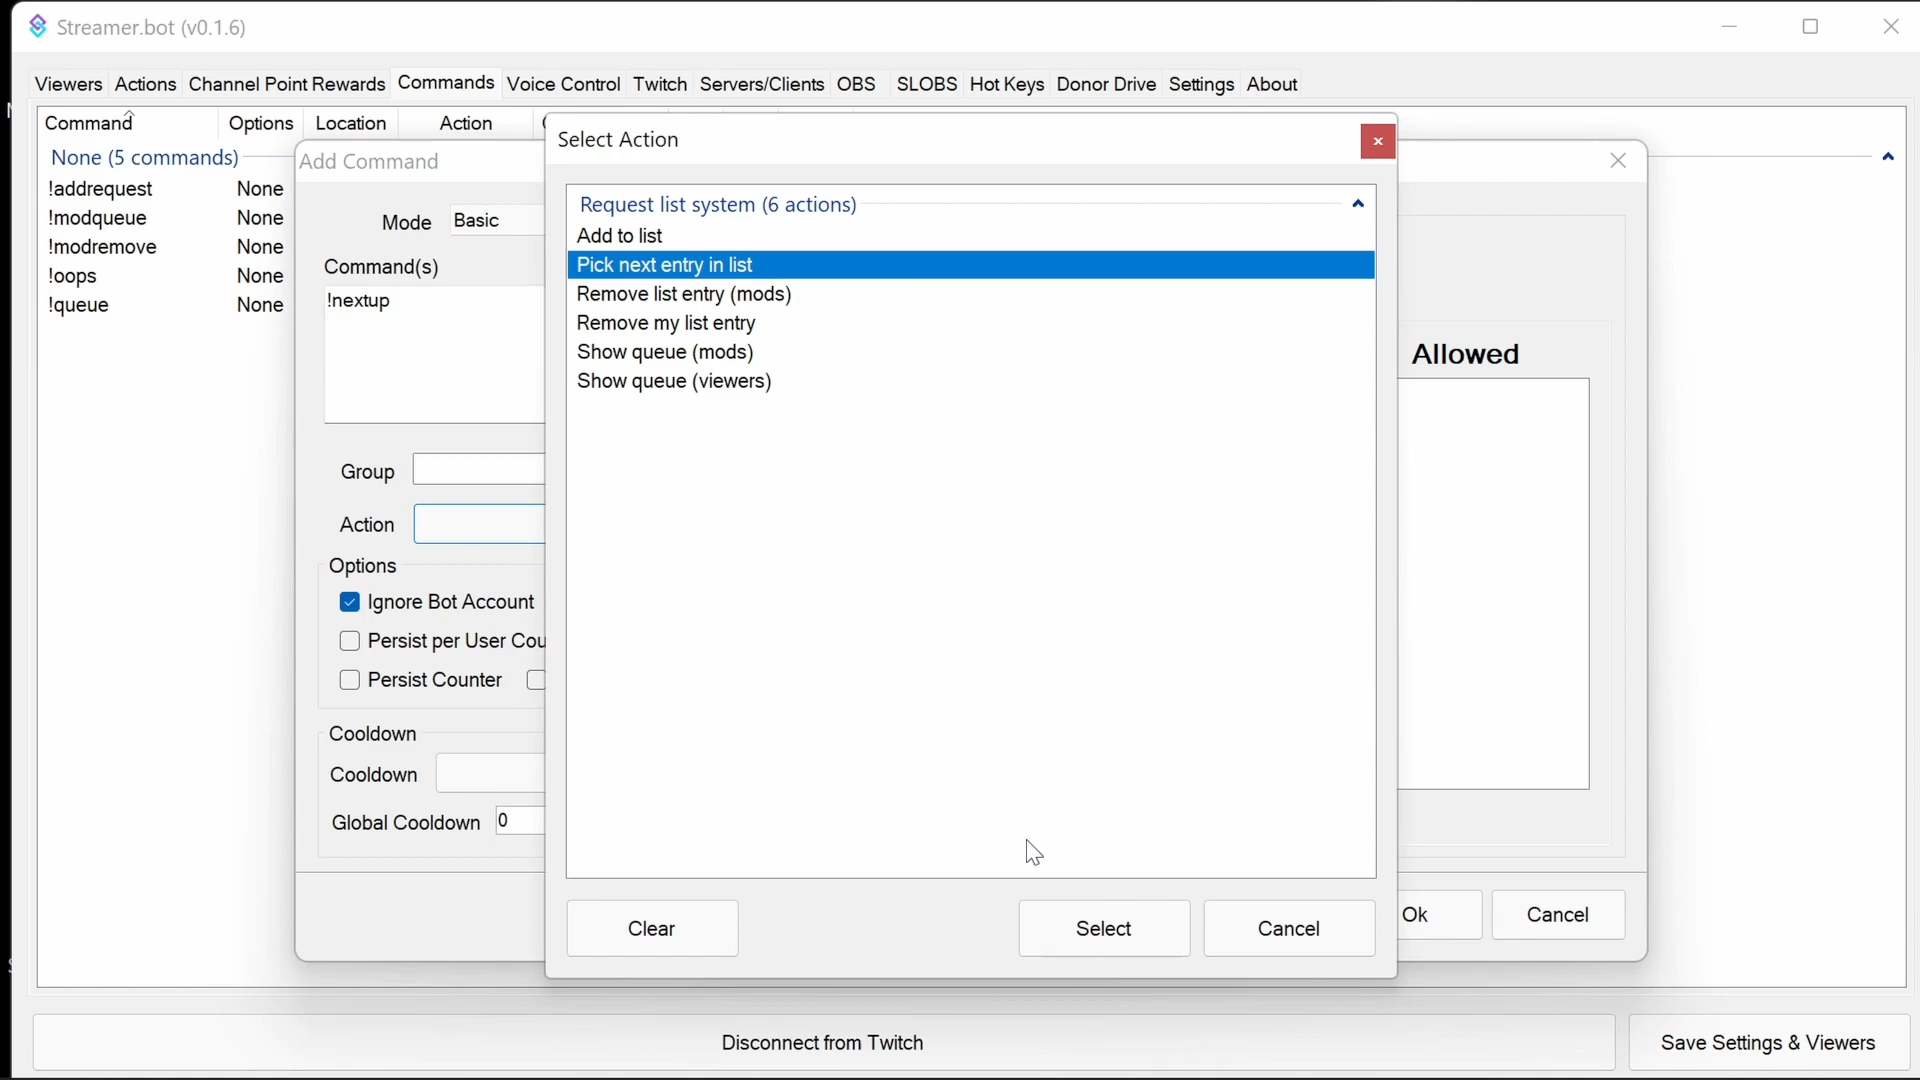 Streamer.bot (v0.1.6)
Viewers Actions Channel Point Rewards Commands Voice Control Twitch Servers/Clients OBS SLOBS Hot Keys Donor Drive Settings About
Command Options Location Action
None (5 commands)
!addrequest None
!modqueue None
!modremove None
!oops None
!queue None
Add Command
Mode Basic
Command(s)
!nextup
Group
Action
Options
Ignore Bot Account
Persist per User Cou
Persist Counter
Cooldown
Cooldown
Global Cooldown 0
Select Action
Request list system (6 actions)
Add to list
Pick next entry in list
Remove list entry (mods)
Remove my list entry
Show queue (mods)
Show queue (viewers)
Clear Select Cancel
Allowed
Ok Cancel
Disconnect from Twitch Save Settings & Viewers